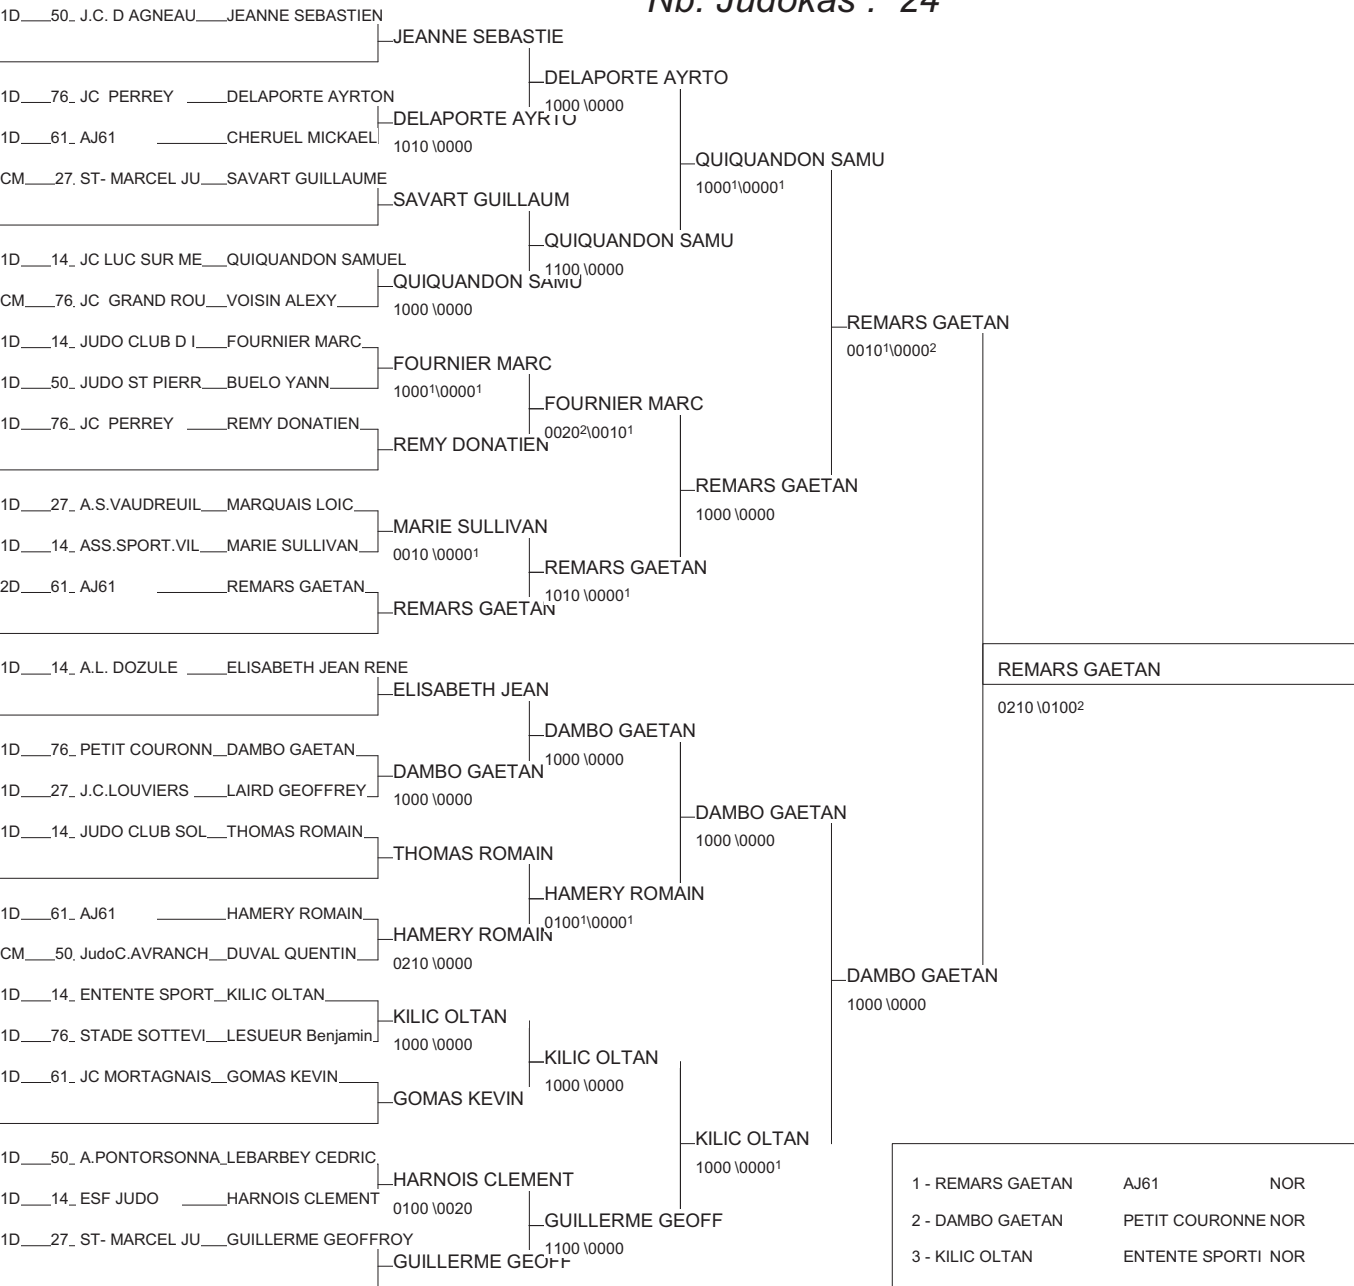 Nb. Judokas : 24
1D 50 J.C. D AGNEAU JEANNE SEBASTIEN
JEANNE SEBASTIE
DELAPORTE AYRTO
1000 \0000
1D 76 JC PERREY DELAPORTE AYRTON
DELAPORTE AYRTO
1010 \0000
1D 61 AJ61 CHERUEL MICKAEL
QUIQUANDON SAMU
1000¹\0000¹
CM 27 ST- MARCEL JU SAVART GUILLAUME
SAVART GUILLAUM
QUIQUANDON SAMU
1100 \0000
1D 14 JC LUC SUR ME QUIQUANDON SAMUEL
QUIQUANDON SAMU
1000 \0000
CM 76 JC GRAND ROU VOISIN ALEXY
REMARS GAETAN
0010¹\0000²
1D 14 JUDO CLUB D I FOURNIER MARC
FOURNIER MARC
1000¹\0000¹
1D 50 JUDO ST PIERR BUELO YANN
FOURNIER MARC
0020²\0010¹
1D 76 JC PERREY REMY DONATIEN
REMY DONATIEN
REMARS GAETAN
1000 \0000
1D 27 A.S.VAUDREUIL MARQUAIS LOIC
MARIE SULLIVAN
0010 \0000¹
1D 14 ASS.SPORT.VIL MARIE SULLIVAN
REMARS GAETAN
1010 \0000¹
2D 61 AJ61 REMARS GAETAN
REMARS GAETAN
REMARS GAETAN
0210 \0100²
1D 14 A.L. DOZULE ELISABETH JEAN RENE
ELISABETH JEAN
DAMBO GAETAN
1000 \0000
1D 76 PETIT COURONN DAMBO GAETAN
DAMBO GAETAN
1000 \0000
1D 27 J.C.LOUVIERS LAIRD GEOFFREY
DAMBO GAETAN
1000 \0000
1D 14 JUDO CLUB SOL THOMAS ROMAIN
THOMAS ROMAIN
HAMERY ROMAIN
0100¹\0000¹
1D 61 AJ61 HAMERY ROMAIN
HAMERY ROMAIN
0210 \0000
CM 50 JudoC.AVRANCH DUVAL QUENTIN
DAMBO GAETAN
1000 \0000
1D 14 ENTENTE SPORT KILIC OLTAN
KILIC OLTAN
1000 \0000
1D 76 STADE SOTTEVI LESUEUR Benjamin
KILIC OLTAN
1000 \0000
1D 61 JC MORTAGNAIS GOMAS KEVIN
GOMAS KEVIN
KILIC OLTAN
1000 \0000¹
1D 50 A.PONTORSONNA LEBARBEY CEDRIC
HARNOIS CLEMENT
0100 \0020
1D 14 ESF JUDO HARNOIS CLEMENT
GUILLERME GEOFF
1100 \0000
1D 27 ST- MARCEL JU GUILLERME GEOFFROY
GUILLERME GEOFF
1 - REMARS GAETAN AJ61 NOR
2 - DAMBO GAETAN PETIT COURONNE NOR
3 - KILIC OLTAN ENTENTE SPORTI NOR